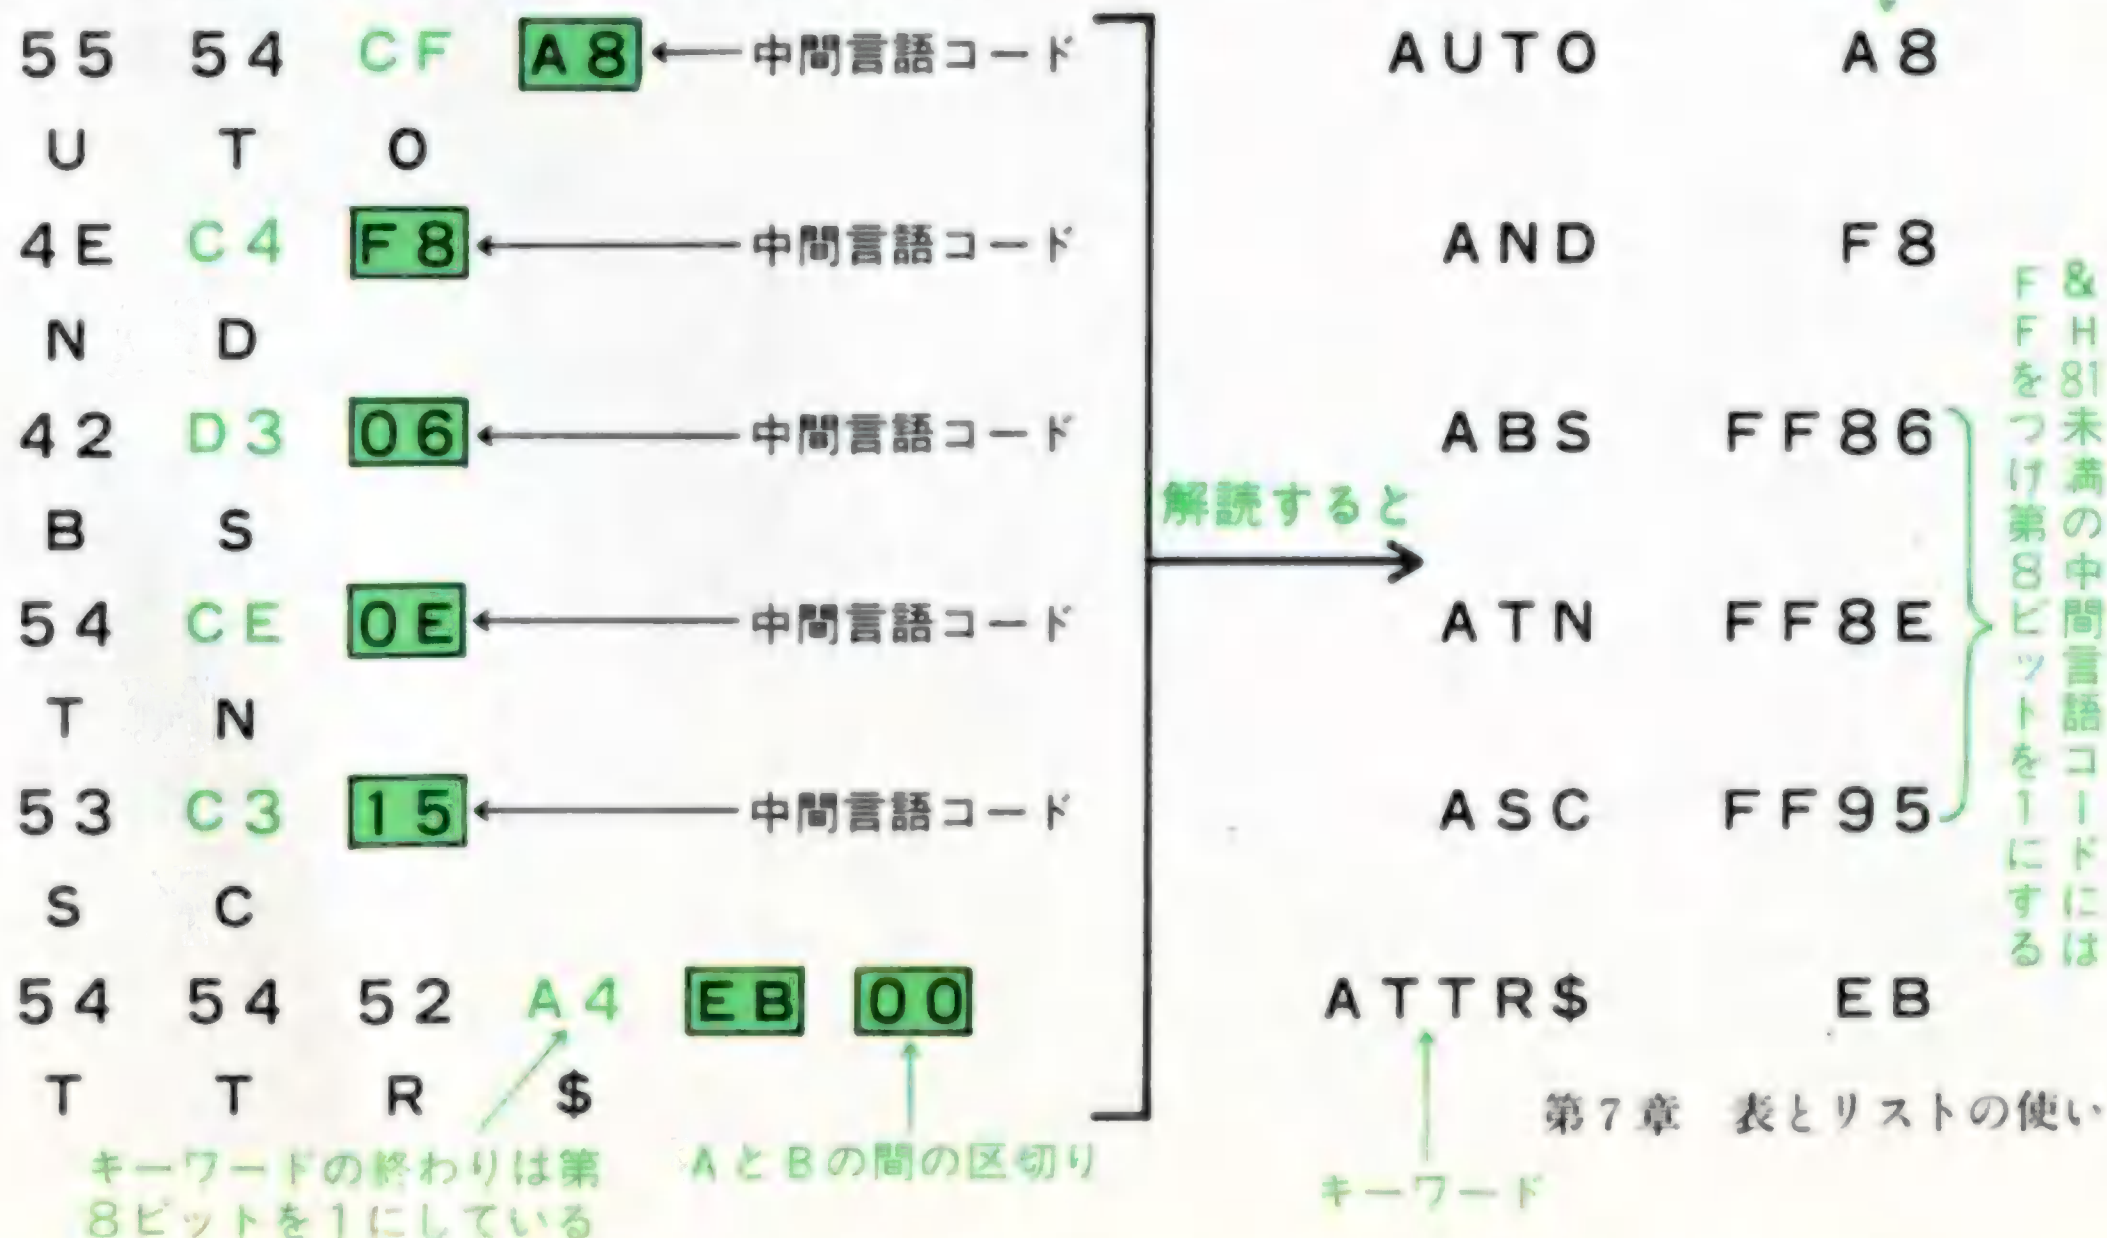 55 54 CF A8 ← 中間言語コード
U T O
4E C4 F8 ← 中間言語コード
N D
42 D3 06 ← 中間言語コード
B S
54 CE 0E ← 中間言語コード
T N
53 C3 15 ← 中間言語コード
S C
54 54 52 A4 EB 00
T T R $
キーワードの終わりは第
8ビットを1にしている
AとBの間の区切り
解読すると
AUTO A8
AND F8
ABS FF86
ATN FF8E
ASC FF95
ATTR$ EB
キーワード
&H81未満の中間言語コードには
FFをつけ第8ビットを1にする
第7章 表とリストの使い